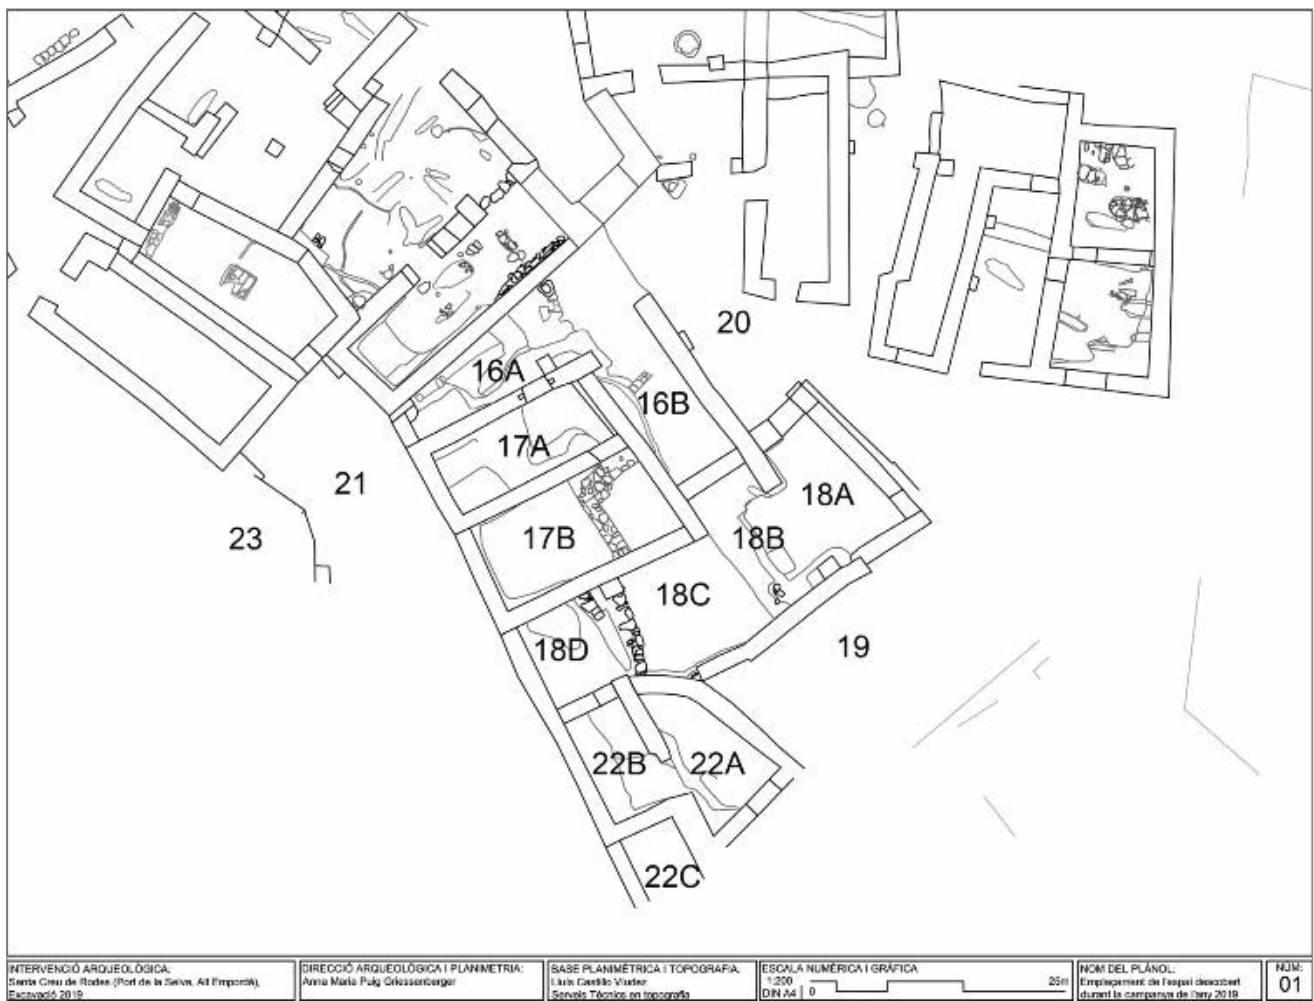 20
16A
16B
17A
21
18A
23
17B
18B
18C
18D
19
22B
22A
22C
INTERVENCIÓ ARQUEOLÒGICA:
Santa Creu de Rodes (Port de la Selva, Alt Empordà),
Excavació 2019
DIRECCIÓ ARQUEOLÒGICA I PLANIMETRIA:
Anna Maria Puig Griessenberger
BASE PLANIMÈTRICA I TOPOGRAFIA:
Lluís Castillo Viudez
Serveis Tècnics en topografia
ESCALA NUMÈRICA I GRÀFICA
1:200
DIN A4
0
25m
NOM DEL PLÀNOL:
Emplaçament de l'espai descobert
durant la campanya de l'any 2019
NÚM:
01